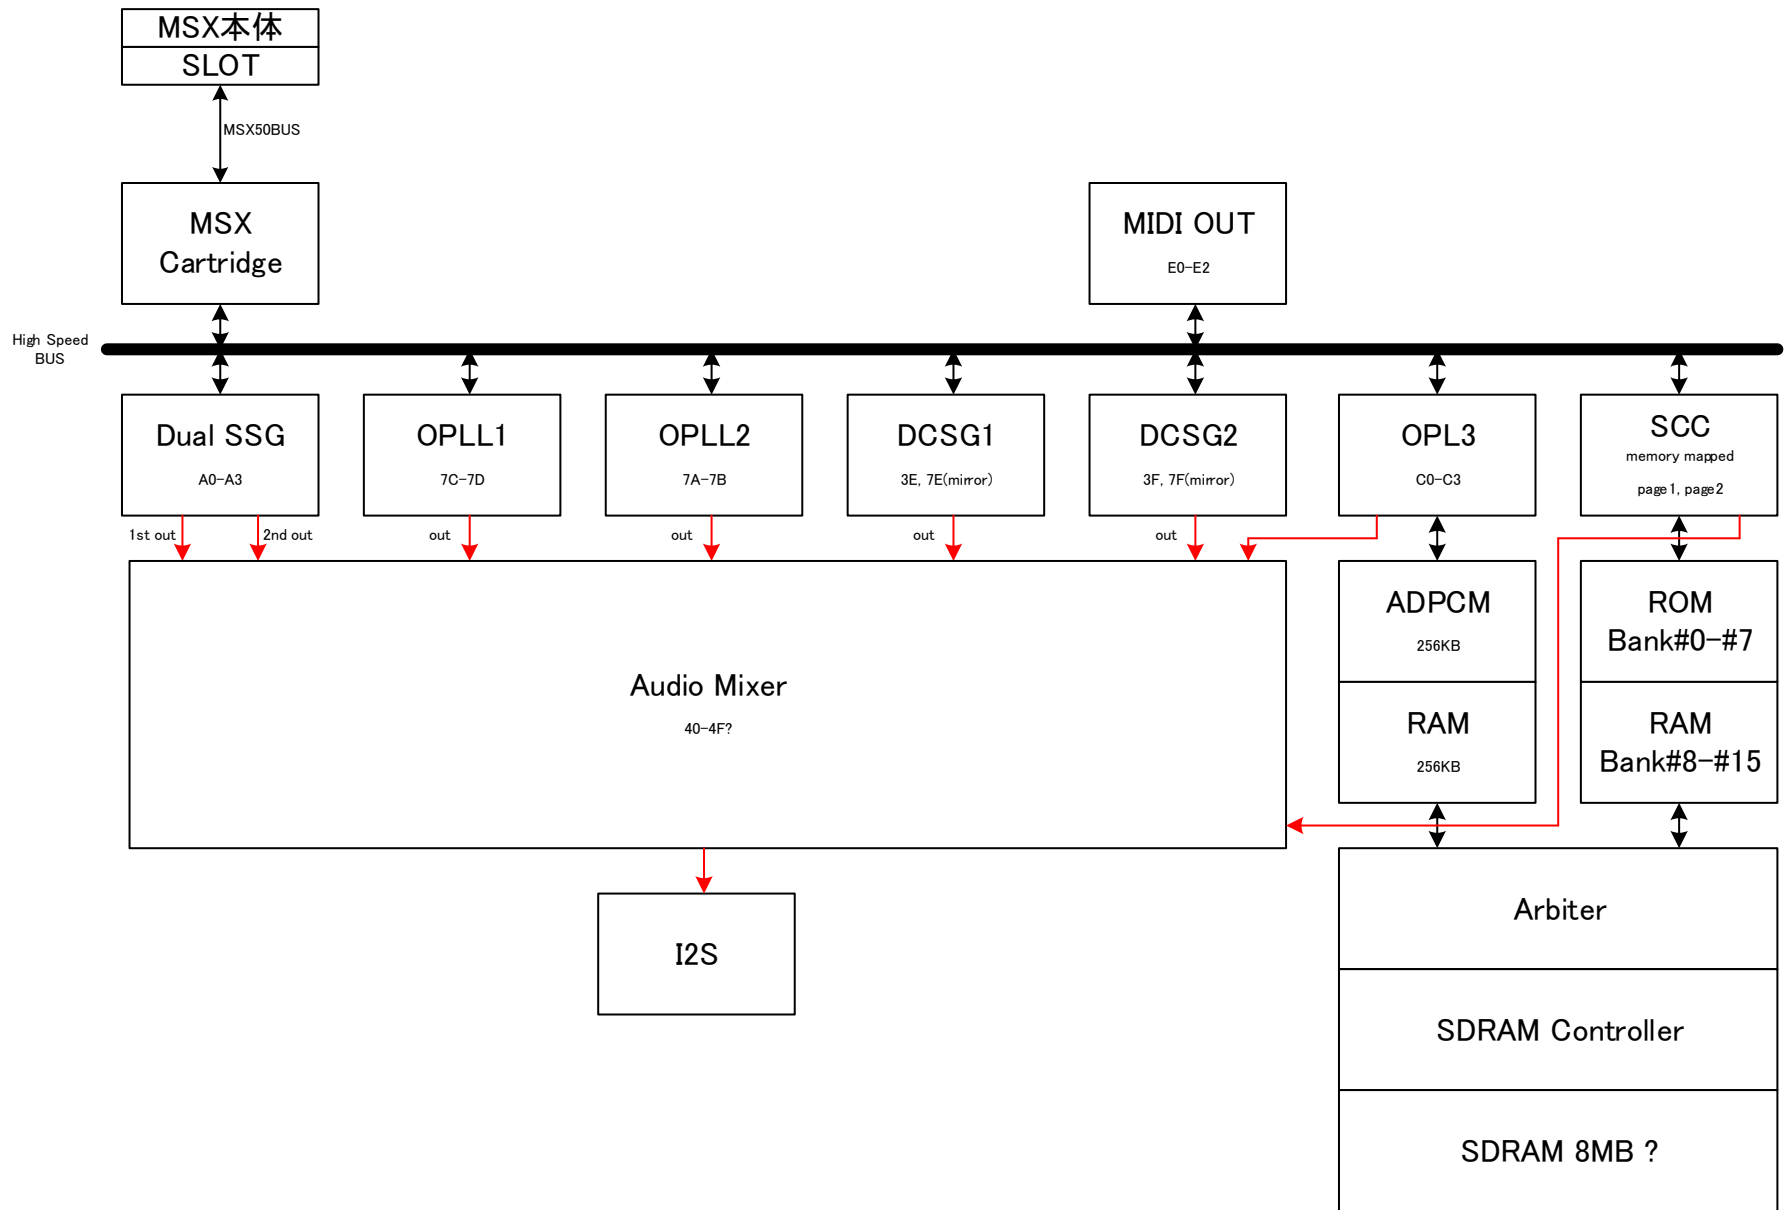 MSX本体
SLOT
MSX50BUS
MSX
Cartridge
MIDI OUT
E0-E2
High Speed
BUS
Dual SSG
A0-A3
OPLL1
7C-7D
OPLL2
7A-7B
DCSG1
3E, 7E(mirror)
DCSG2
3F, 7F(mirror)
OPL3
C0-C3
SCC
memory mapped
page1, page2
1st out
2nd out
out
out
out
out
Audio Mixer
40-4F?
ADPCM
256KB
RAM
256KB
ROM
Bank#0-#7
RAM
Bank#8-#15
I2S
Arbiter
SDRAM Controller
SDRAM 8MB ?